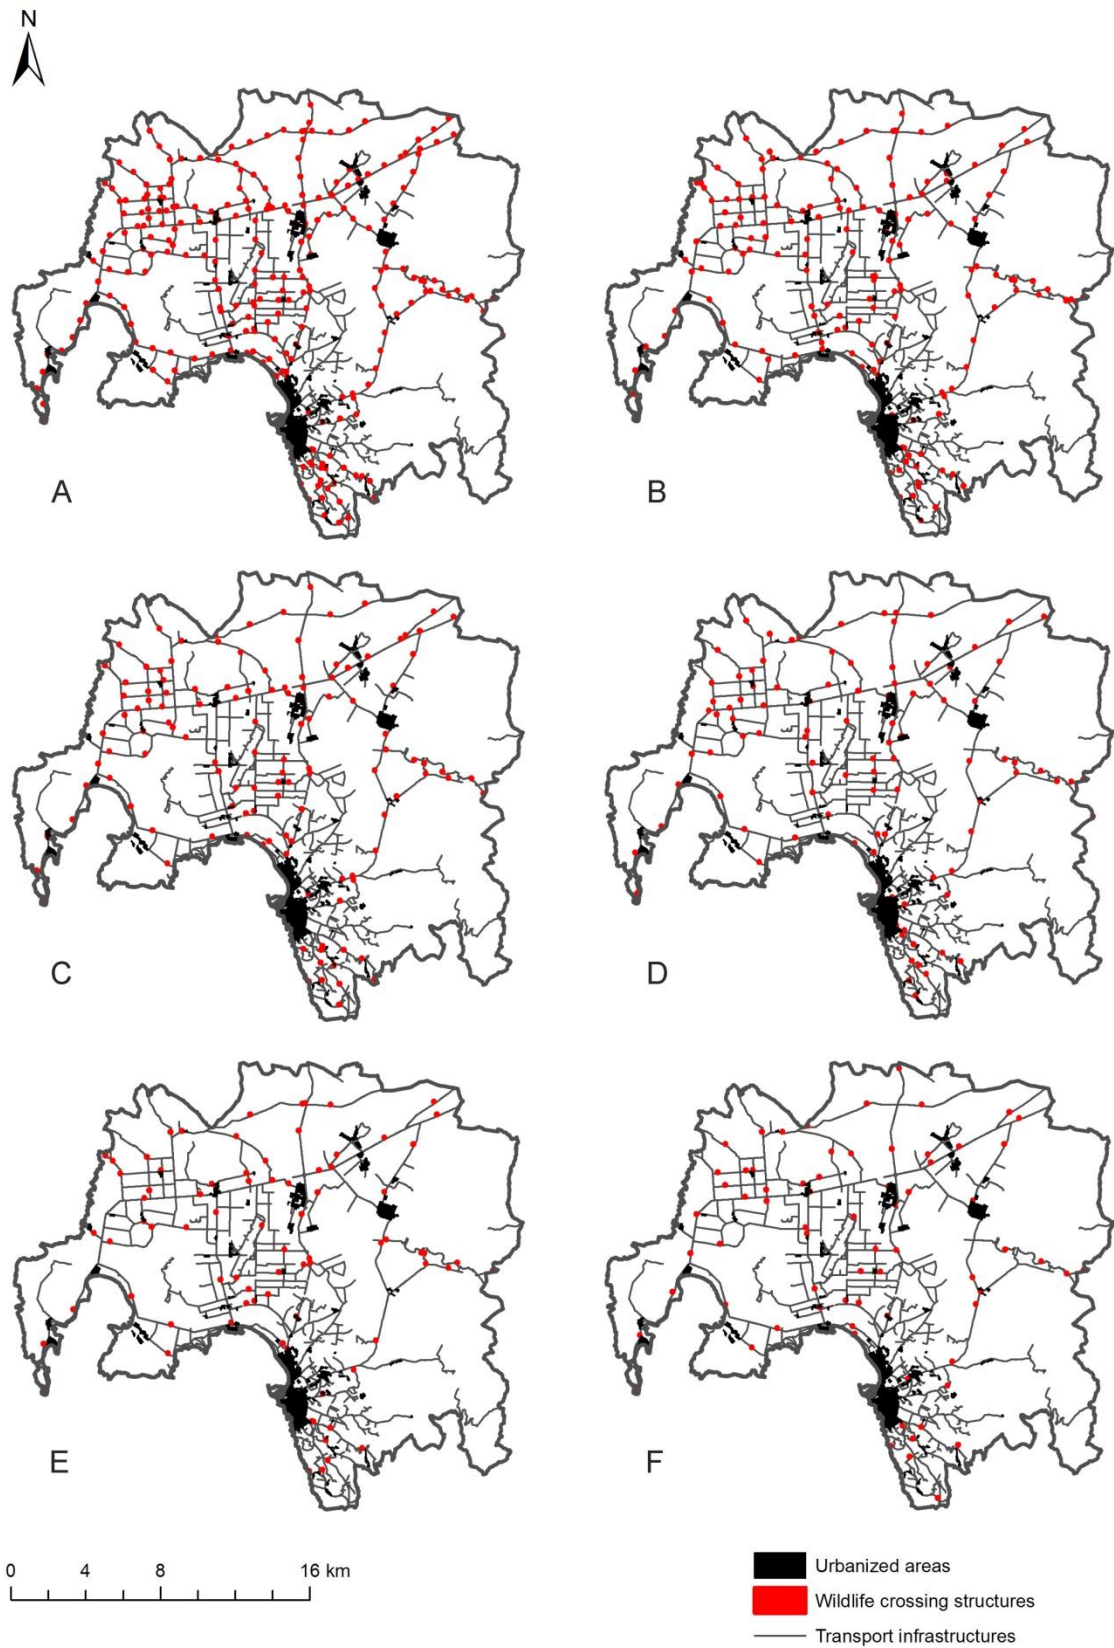 N
A
B
C
D
E
F
0 4 8 16 km
Urbanized areas
Wildlife crossing structures
Transport infrastructures